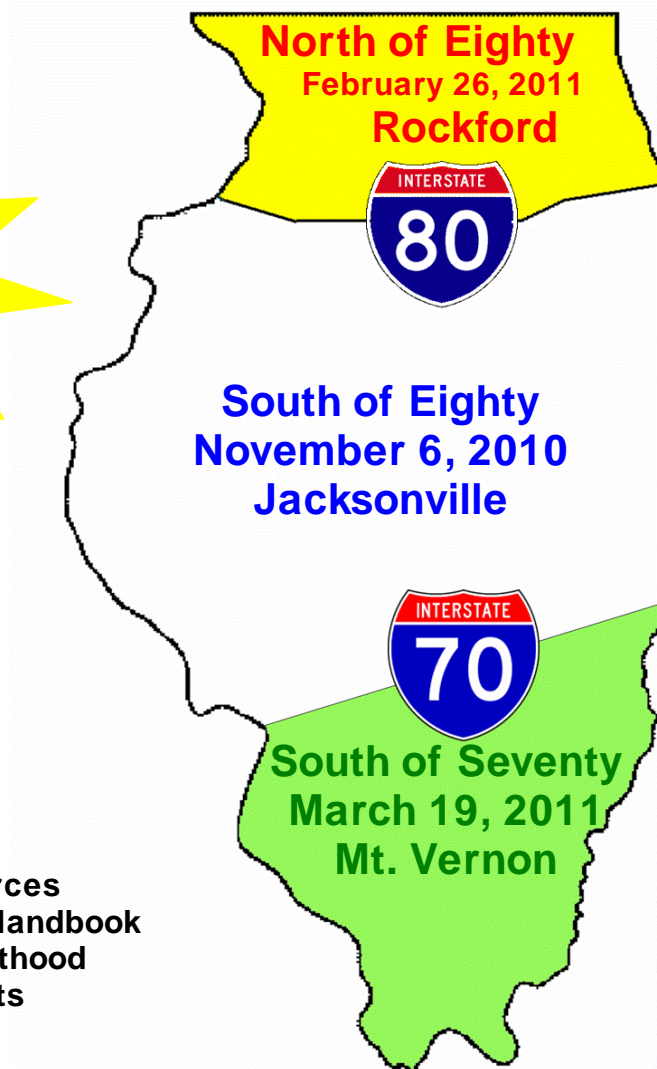 North of Eighty
February 26, 2011
Rockford
INTERSTATE
80
South of Eighty
November 6, 2010
Jacksonville
INTERSTATE
70
South of Seventy
March 19, 2011
Mt. Vernon